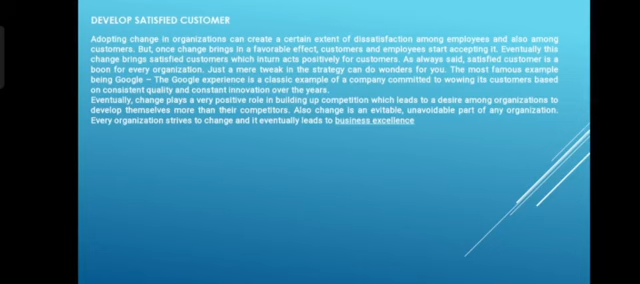 DEVELOP SATISFIED CUSTOMER
Adopting change in organizations can create a certain extent of dissatisfaction among employees and also among
customers. But, once change brings in a favorable effect, customers and employees start accepting it. Eventually this
change brings satisfied customers which inturn acts positively for customers. As always said, satisfied customer is a
boon for every organization. Just a mere tweak in the strategy can do wonders for you. The most famous example
being Google – The Google experience is a classic example of a company committed to wowing its customers based
on consistent quality and constant innovation over the years.
Eventually, change plays a very positive role in building up competition which leads to a desire among organizations to
develop themselves more than their competitors. Also change is an evitable, unavoidable part of any organization.
Every organization strives to change and it eventually leads to business excellence